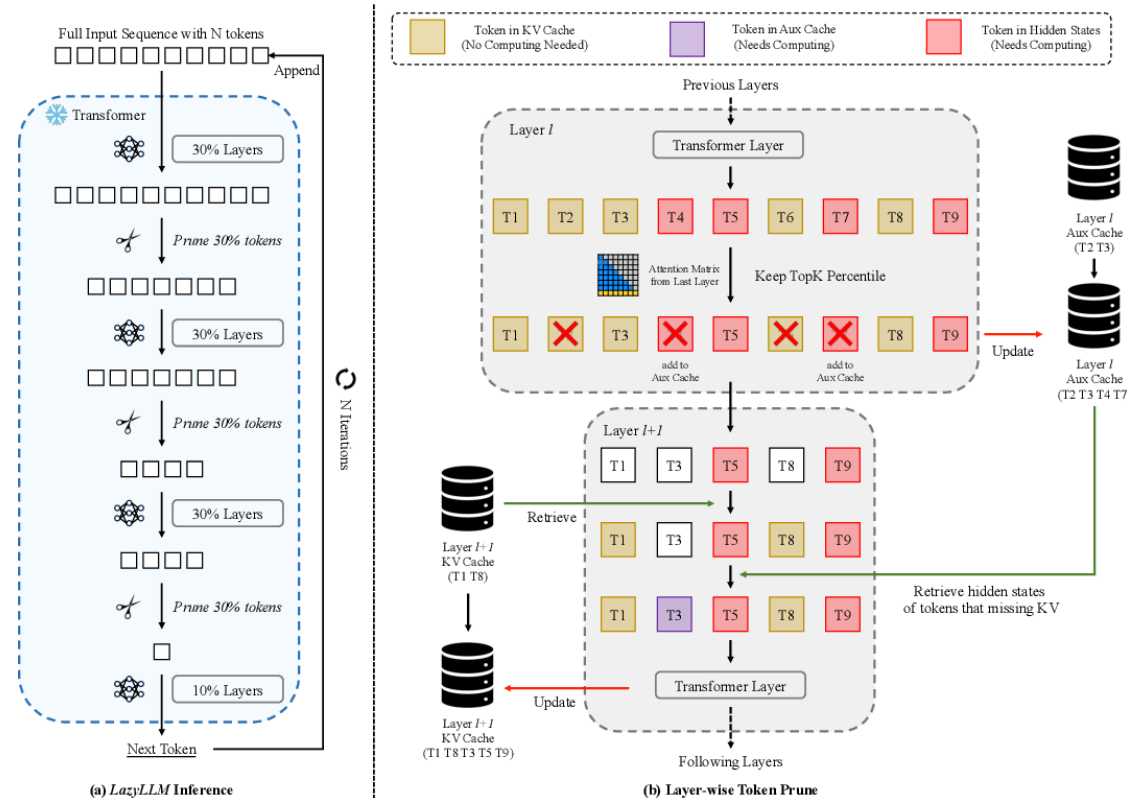 Full Input Sequence with N tokens
Append
Transformer
30% Layers
Prune 30% tokens
30% Layers
Prune 30% tokens
30% Layers
Prune 30% tokens
10% Layers
Next Token
N Iterations
(a) LazyLLM Inference
Token in KV Cache
(No Computing Needed)
Token in Aux Cache
(Needs Computing)
Token in Hidden States
(Needs Computing)
Previous Layers
Layer l
Transformer Layer
T1 T2 T3 T4 T5 T6 T7 T8 T9
Attention Matrix
from Last Layer
Keep TopK Percentile
T1 T3 T5 T8 T9
add to
Aux Cache
add to
Aux Cache
Layer l
Aux Cache
(T2 T3)
Update
Layer l
Aux Cache
(T2 T3 T4 T7
Layer l+1
T1 T3 T5 T8 T9
Retrieve
Layer l+1
KV Cache
(T1 T8)
T1 T3 T5 T8 T9
Retrieve hidden states
of tokens that missing KV
T1 T3 T5 T8 T9
Transformer Layer
Update
Layer l+1
KV Cache
(T1 T8 T3 T5 T9)
Following Layers
(b) Layer-wise Token Prune